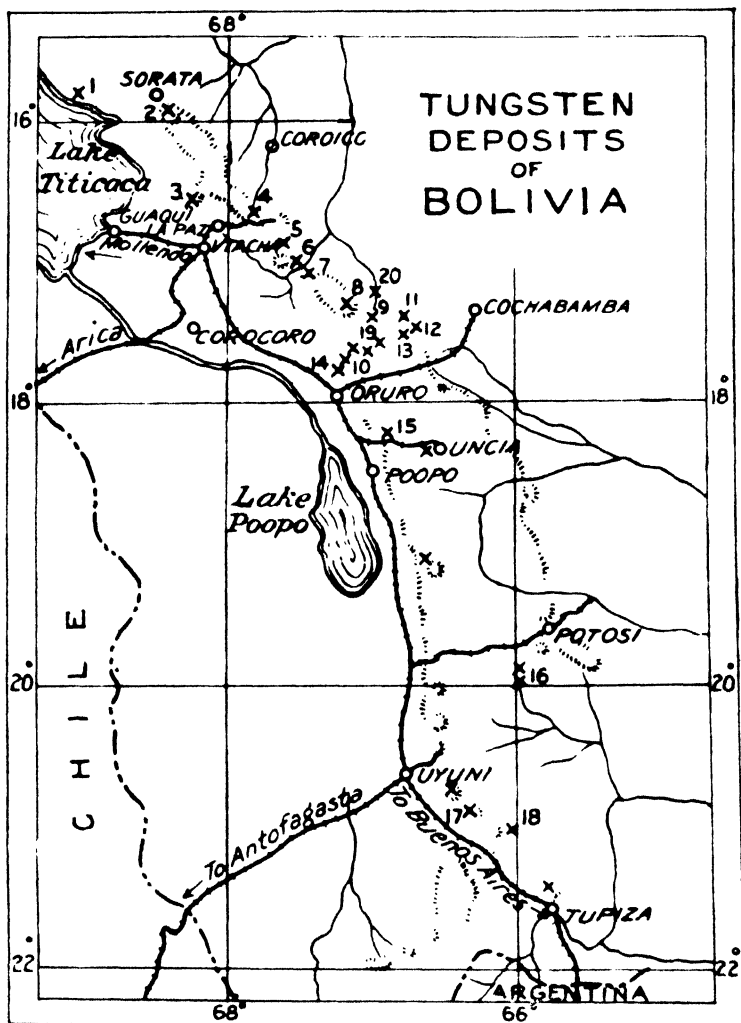 68°
TUNGSTEN
DEPOSITS
OF
BOLIVIA
1
SORATA
2
16°
COROICO
Lake
Titicaca
3
4
GUAQUI
LA PAZ
5
Mollendo
VIACHA
6
7
20
8
9
11
COCHABAMBA
12
Arica
COROCORO
19
13
14
10
18°
ORURO
18°
15
UNCIA
POOPO
Lake
Poopo
CHILE
POTOSI
20°
16
20°
UYUNI
To Antofagasta
To Buenos Aires
17
18
TUPIZA
22°
22°
ARGENTINA
68°
66°